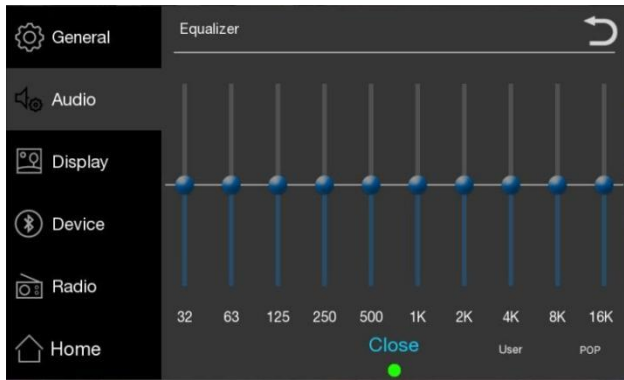 General
Audio
Display
Device
Radio
Home
Equalizer
32 63 125 250 500 1K 2K 4K 8K 16K
Close User POP